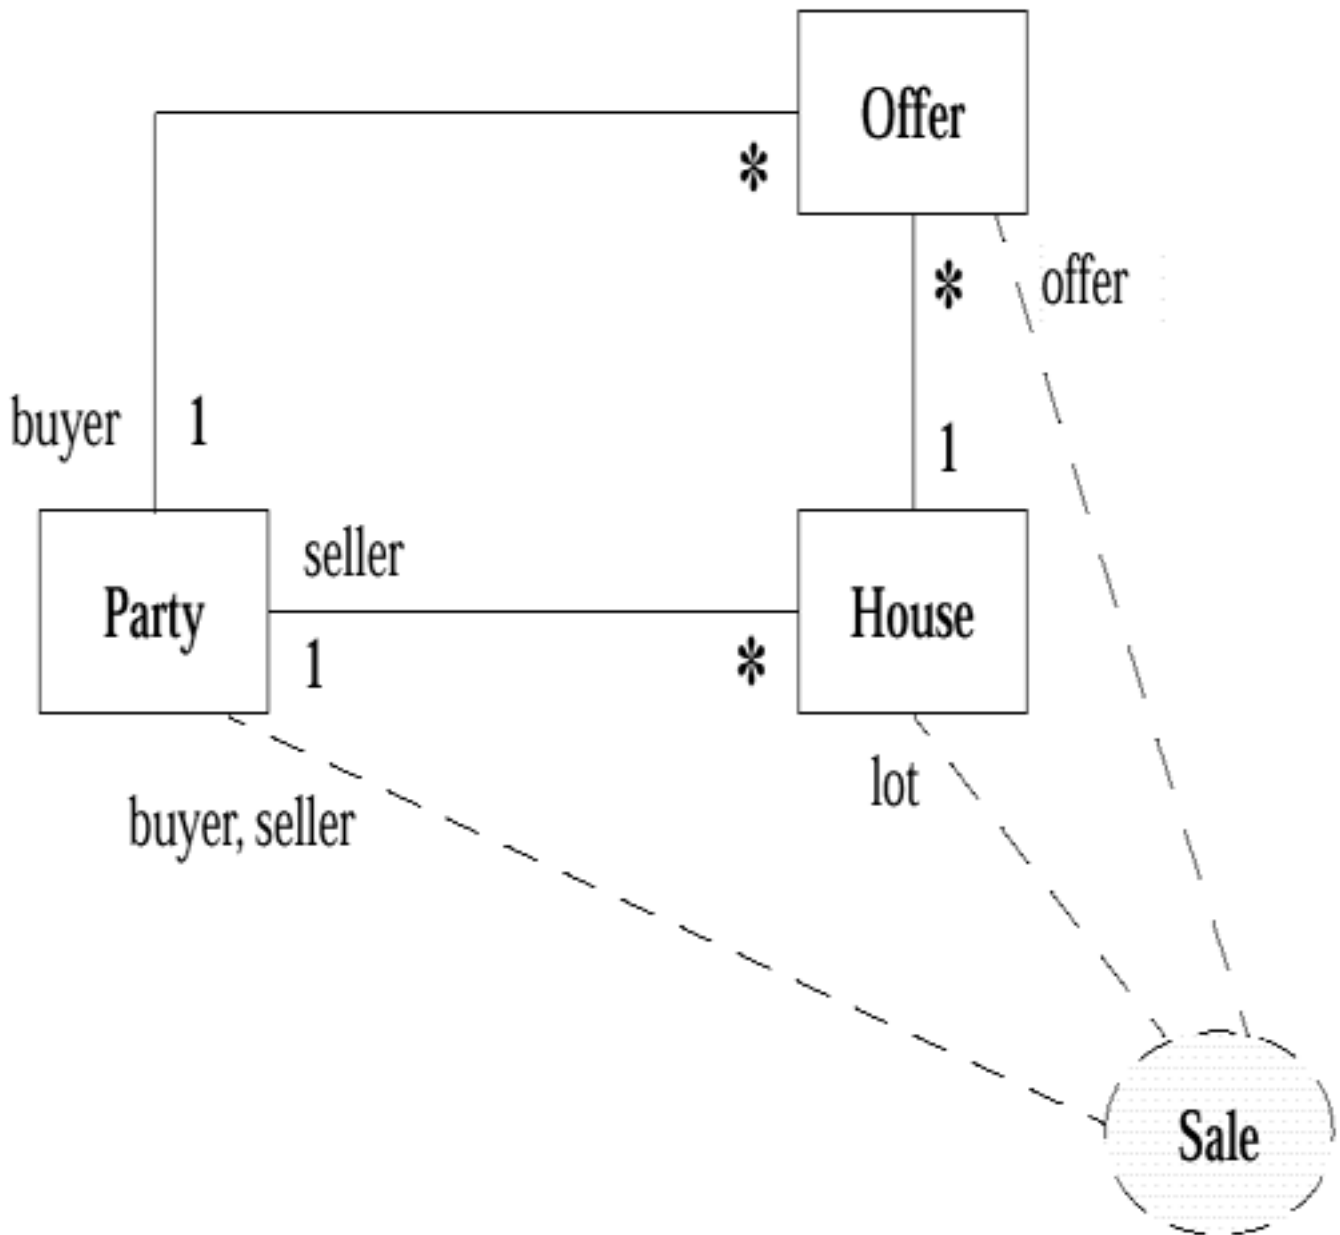 Offer
*
*
offer
buyer
1
1
seller
Party
House
1
*
lot
buyer, seller
Sale